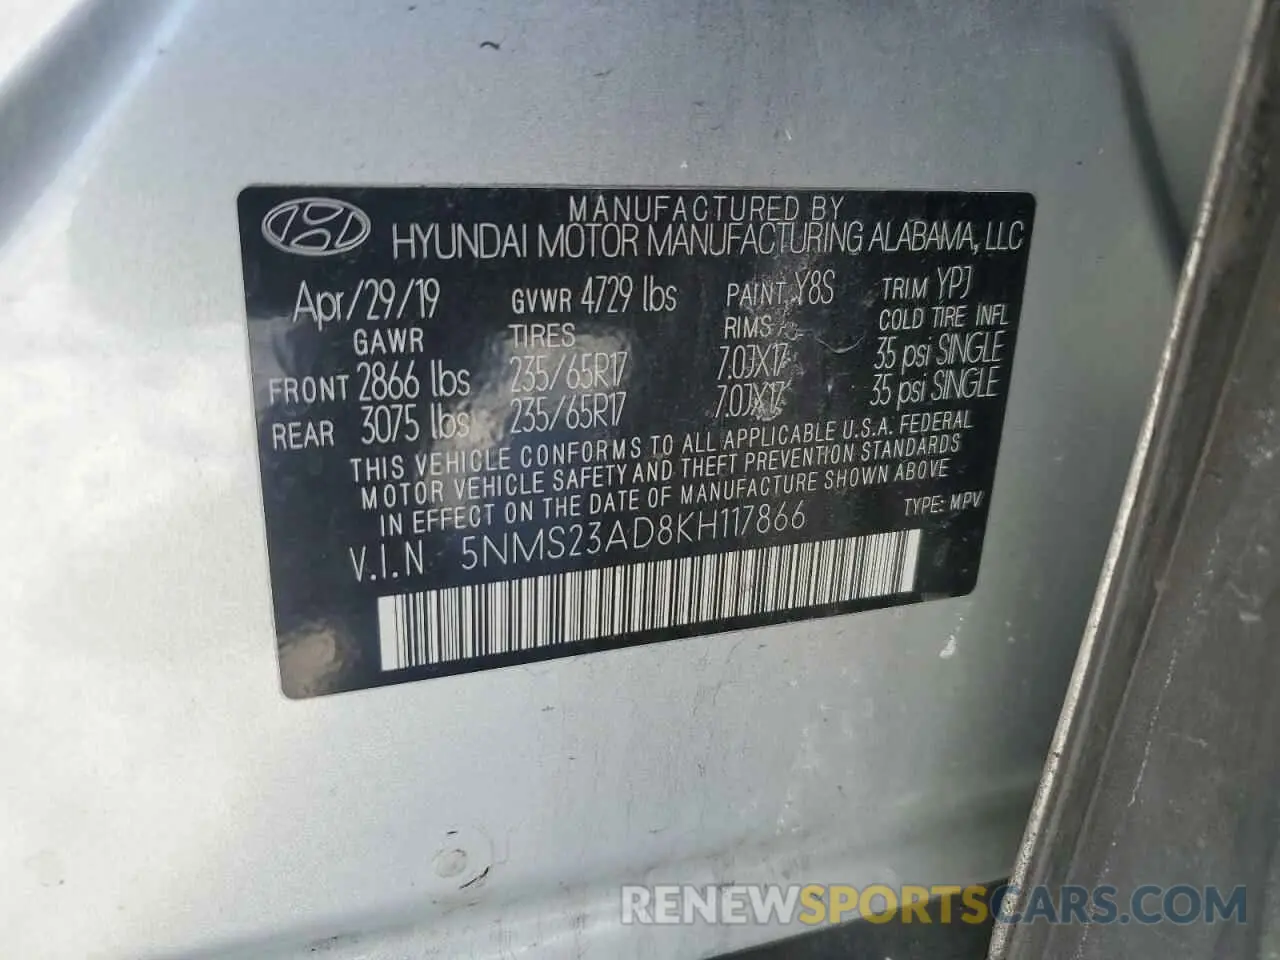 MANUFACTURED BY
HYUNDAI MOTOR MANUFACTURING ALABAMA, LLC
Apr/29/19 GVWR 4729 lbs PAINT Y8S TRIM YPJ
GAWR TIRES RIMS COLD TIRE INFL
FRONT 2866 lbs 235/65R17 7.0JX17 35 psi SINGLE
REAR 3075 lbs 235/65R17 7.0JX17 35 psi SINGLE
THIS VEHICLE CONFORMS TO ALL APPLICABLE U.S.A. FEDERAL
MOTOR VEHICLE SAFETY AND THEFT PREVENTION STANDARDS
IN EFFECT ON THE DATE OF MANUFACTURE SHOWN ABOVE
V.I.N 5NMS23AD8KH117866 TYPE: MPV
RENEWSPORTSCARS.COM